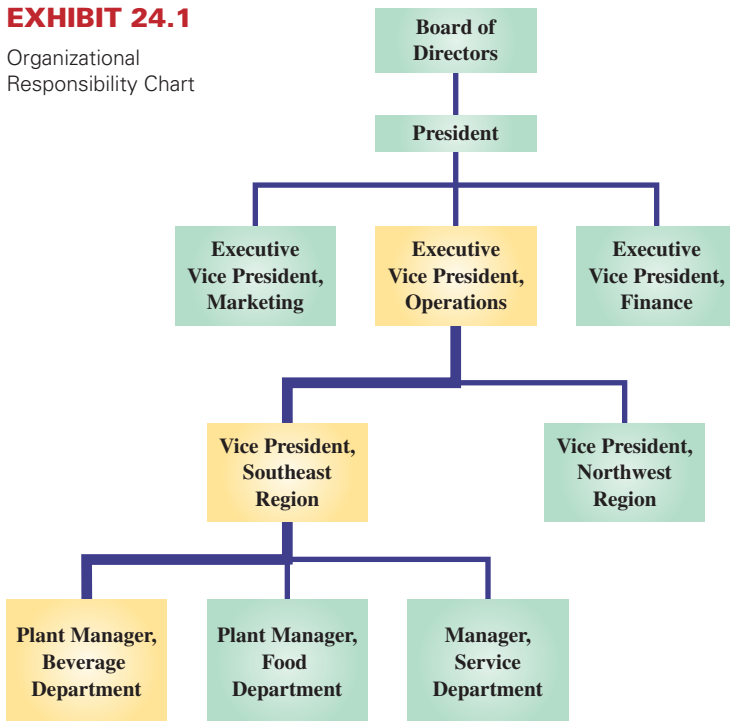 EXHIBIT 24.1
Organizational
Responsibility Chart
Board of
Directors
President
Executive
Vice President,
Marketing
Executive
Vice President,
Operations
Executive
Vice President,
Finance
Vice President,
Southeast
Region
Vice President,
Northwest
Region
Plant Manager,
Beverage
Department
Plant Manager,
Food
Department
Manager,
Service
Department